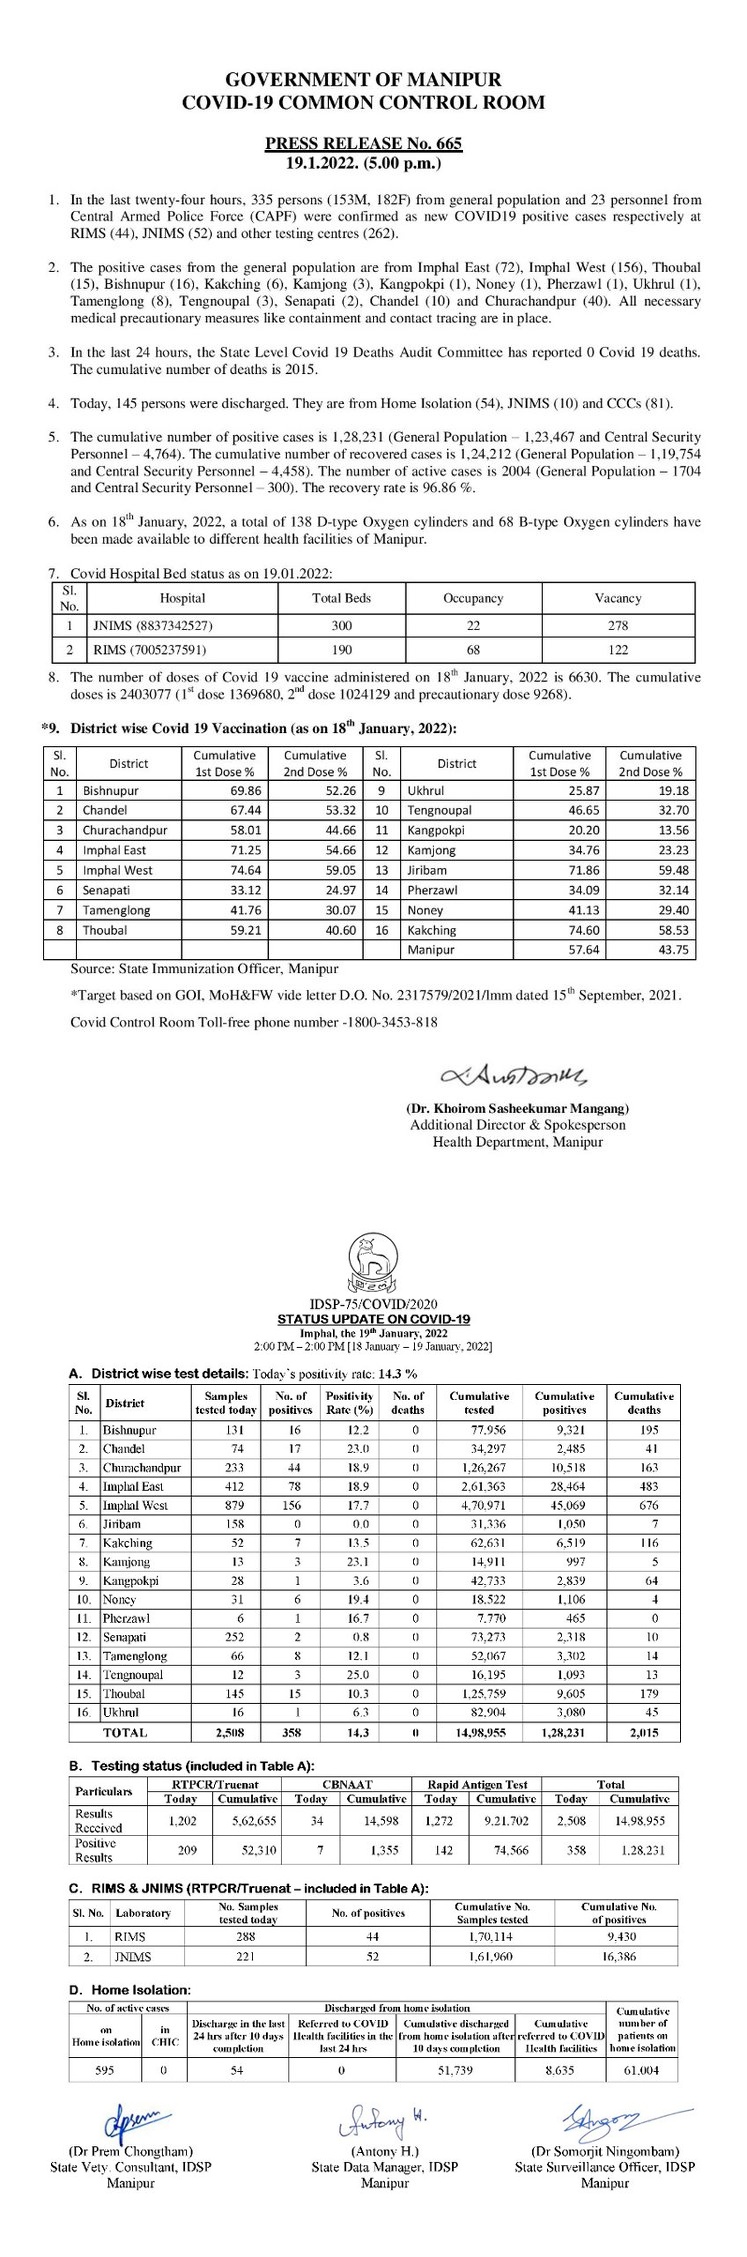 GOVERNMENT OF MANIPUR
COVID-19 COMMON CONTROL ROOM
PRESS RELEASE No. 665
19.1.2022. (5.00 p.m.)
1. In the last twenty-four hours, 335 persons (153M, 182F) from general population and 23 personnel from
Central Armed Police Force (CAPF) were confirmed as new COVID19 positive cases respectively at
RIMS (44), JNIMS (52) and other testing centres (262).
2. The positive cases from the general population are from Imphal East (72), Imphal West (156), Thoubal
(15), Bishnupur (16), Kakching (6), Kamjong (3), Kangpokpi (1), Noney (1), Pherzawl (1), Ukhrul (1),
Tamenglong (8), Tengnoupal (3), Senapati (2), Chandel (10) and Churachandpur (40). All necessary
medical precautionary measures like containment and contact tracing are in place.
3. In the last 24 hours, the State Level Covid 19 Deaths Audit Committee has reported 0 Covid 19 deaths.
The cumulative number of deaths is 2015.
4. Today, 145 persons were discharged. They are from Home Isolation (54), JNIMS (10) and CCCs (81).
5. The cumulative number of positive cases is 1,28,231 (General Population – 1,23,467 and Central Security
Personnel – 4,764). The cumulative number of recovered cases is 1,24,212 (General Population – 1,19,754
and Central Security Personnel – 4,458). The number of active cases is 2004 (General Population – 1704
and Central Security Personnel – 300). The recovery rate is 96.86 %.
6. As on 18th January, 2022, a total of 138 D-type Oxygen cylinders and 68 B-type Oxygen cylinders have
been made available to different health facilities of Manipur.
7. Covid Hospital Bed status as on 19.01.2022:
Sl. No. Hospital Total Beds Occupancy Vacancy
1 JNIMS (8837342527) 300 22 278
2 RIMS (7005237591) 190 68 122
8. The number of doses of Covid 19 vaccine administered on 18th January, 2022 is 6630. The cumulative
doses is 2403077 (1st dose 1369680, 2nd dose 1024129 and precautionary dose 9268).
*9. District wise Covid 19 Vaccination (as on 18th January, 2022):
Sl. No. District Cumulative 1st Dose % Cumulative 2nd Dose % Sl. No. District Cumulative 1st Dose % Cumulative 2nd Dose %
1 Bishnupur 69.86 52.26 9 Ukhrul 25.87 19.18
2 Chandel 67.44 53.32 10 Tengnoupal 46.65 32.70
3 Churachandpur 58.01 44.66 11 Kangpokpi 20.20 13.56
4 Imphal East 71.25 54.66 12 Kamjong 34.76 23.23
5 Imphal West 74.64 59.05 13 Jiribam 71.86 59.48
6 Senapati 33.12 24.97 14 Pherzawl 34.09 32.14
7 Tamenglong 41.76 30.07 15 Noney 41.13 29.40
8 Thoubal 59.21 40.60 16 Kakching 74.60 58.53
Manipur 57.64 43.75
Source: State Immunization Officer, Manipur
*Target based on GOI, MoH&FW vide letter D.O. No. 2317579/2021/Imm dated 15th September, 2021.
Covid Control Room Toll-free phone number -1800-3453-818
(Dr. Khoirom Sasheekumar Mangang)
Additional Director & Spokesperson
Health Department, Manipur
IDSP-75/COVID/2020
STATUS UPDATE ON COVID-19
Imphal, the 19th January, 2022
2:00 PM – 2:00 PM [18 January – 19 January, 2022]
A. District wise test details: Today's positivity rate: 14.3 %
Sl. No. District Samples tested today No. of positives Positivity Rate (%) No. of deaths Cumulative tested Cumulative positives Cumulative deaths
1. Bishnupur 131 16 12.2 0 77,956 9,321 195
2. Chandel 74 17 23.0 0 34,297 2,485 41
3. Churachandpur 233 44 18.9 0 1,26,267 10,518 163
4. Imphal East 412 78 18.9 0 2,61,363 28,464 483
5. Imphal West 879 156 17.7 0 4,70,971 45,069 676
6. Jiribam 158 0 0.0 0 31,336 1,050 7
7. Kakching 52 7 13.5 0 62,631 6,519 116
8. Kamjong 13 3 23.1 0 14,911 997 5
9. Kangpokpi 28 1 3.6 0 42,733 2,839 64
10. Noney 31 6 19.4 0 18,522 1,106 4
11. Pherzawl 6 1 16.7 0 7,770 465 0
12. Senapati 252 2 0.8 0 73,273 2,318 10
13. Tamenglong 66 8 12.1 0 52,067 3,302 14
14. Tengnoupal 12 3 25.0 0 16,195 1,093 13
15. Thoubal 145 15 10.3 0 1,25,759 9,605 179
16. Ukhrul 16 1 6.3 0 82,904 3,080 45
TOTAL 2,508 358 14.3 0 14,98,955 1,28,231 2,015
B. Testing status (included in Table A):
Particulars RTPCR/Truenat CBNAAT Rapid Antigen Test Total
Today Cumulative Today Cumulative Today Cumulative Today Cumulative
Results Received 1,202 5,62,655 34 14,598 1,272 9,21,702 2,508 14,98,955
Positive Results 209 52,310 7 1,355 142 74,566 358 1,28,231
C. RIMS & JNIMS (RTPCR/Truenat – included in Table A):
Sl. No. Laboratory No. Samples tested today No. of positives Cumulative No. Samples tested Cumulative No. of positives
1. RIMS 288 44 1,70,114 9,430
2. JNIMS 221 52 1,61,960 16,386
D. Home Isolation:
No. of active cases Discharged from home isolation Cumulative number of patients on home isolation
on Home isolation in CHIC Discharge in the last 24 hrs after 10 days completion Referred to COVID Health facilities in the last 24 hrs Cumulative discharged from home isolation after 10 days completion Cumulative referred to COVID Health facilities
595 0 54 0 51,739 8,635 61,004
Antony H.
(Dr Prem Chongtham) (Antony H.) (Dr Somorjit Ningombam)
State Vety. Consultant, IDSP State Data Manager, IDSP State Surveillance Officer, IDSP
Manipur Manipur Manipur